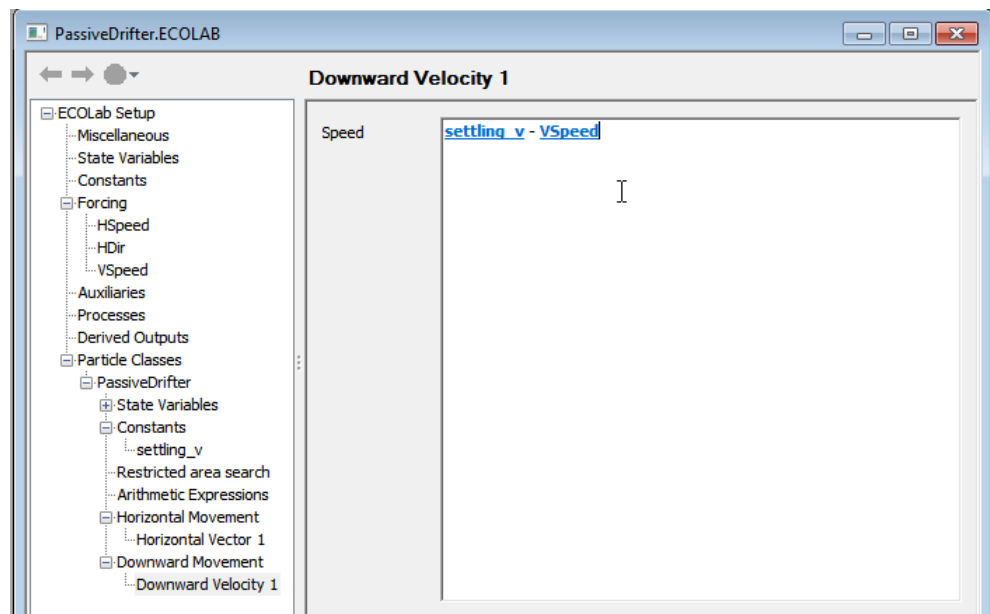 PassiveDrifter.ECOLAB
Downward Velocity 1
ECOLab Setup
Miscellaneous
State Variables
Constants
Forcing
HSpeed
HDir
VSpeed
Auxiliaries
Processes
Derived Outputs
Particle Classes
PassiveDrifter
State Variables
Constants
settling_v
Restricted area search
Arithmetic Expressions
Horizontal Movement
Horizontal Vector 1
Downward Movement
Downward Velocity 1
Speed
settling_v - VSpeed